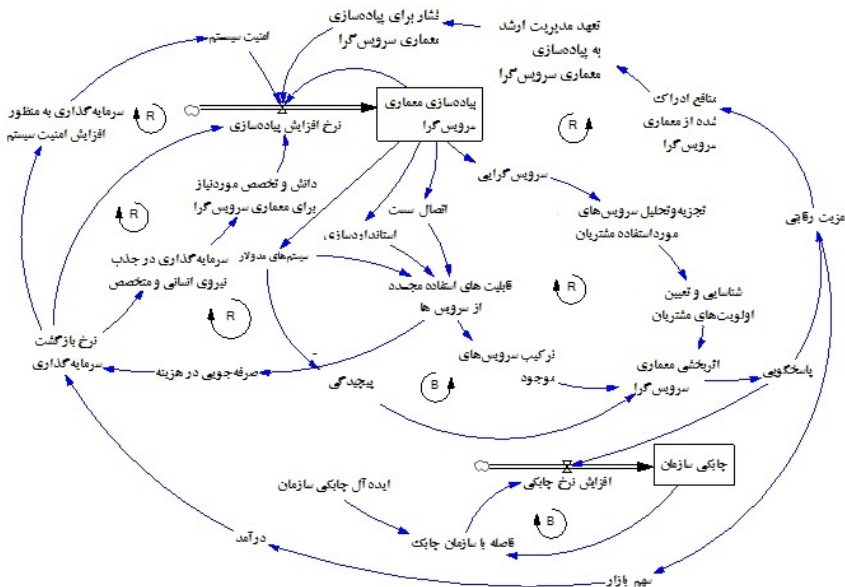 امنیت سیستم
فشار برای پیاده‌سازی
معماری سرویس‌گرا
تعهد مدیریت ارشد
به پیاده‌سازی
معماری سرویس‌گرا
منافع ادراک
شده از معماری
سرویس‌گرا
سرمایه‌گذاری به منظور
افزایش امنیت سیستم
R
نرخ افزایش پیاده‌سازی
پیاده‌سازی معماری
سرویس‌گرا
R
سرویس‌گرایی
دانش و تخصص موردنیاز
برای معماری سرویس‌گرا
اتصال سست
تجزیه‌وتحلیل سرویس‌های
مورداستفاده مشتریان
مزیت رقابتی
R
استانداردسازی
سیستم‌های مدولار
سرمایه‌گذاری در جذب
نیروی انسانی و متخصص
قابلیت های استفاده مجدد
از سرویس ها
R
شناسایی و تعیین
اولویت‌های مشتریان
R
نرخ بازگشت
سرمایه‌گذاری
صرفه‌جویی در هزینه
-
پیچیدگی
ترکیب سرویس‌های
موجود
B
اثربخشی معماری
سرویس‌گرا
پاسخگویی
چابکی سازمان
افزایش نرخ چابکی
ایده‌آل چابکی سازمان
B
فاصله با سازمان چابک
درآمد
سهم بازار